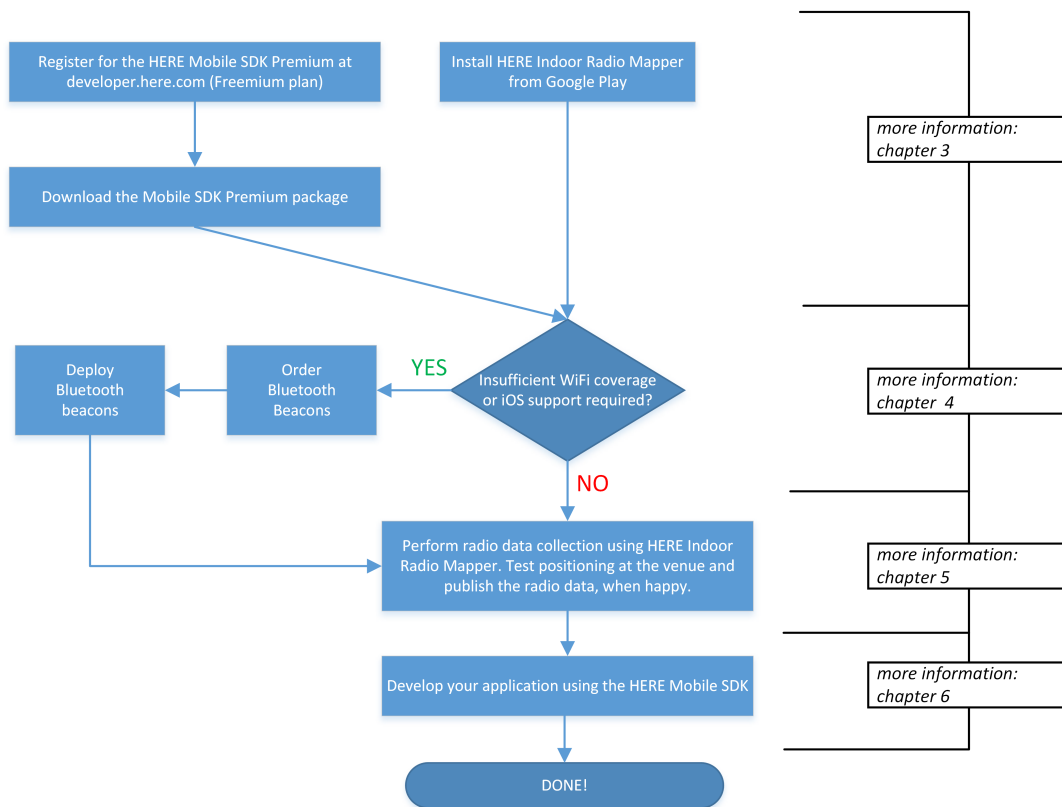 Register for the HERE Mobile SDK Premium at
developer.here.com (Freemium plan)
Install HERE Indoor Radio Mapper
from Google Play
more information:
chapter 3
Download the Mobile SDK Premium package
Deploy
Bluetooth
beacons
Order
Bluetooth
Beacons
YES
Insufficient WiFi coverage
or iOS support required?
more information:
chapter 4
NO
Perform radio data collection using HERE Indoor
Radio Mapper. Test positioning at the venue and
publish the radio data, when happy.
more information:
chapter 5
Develop your application using the HERE Mobile SDK
more information:
chapter 6
DONE!